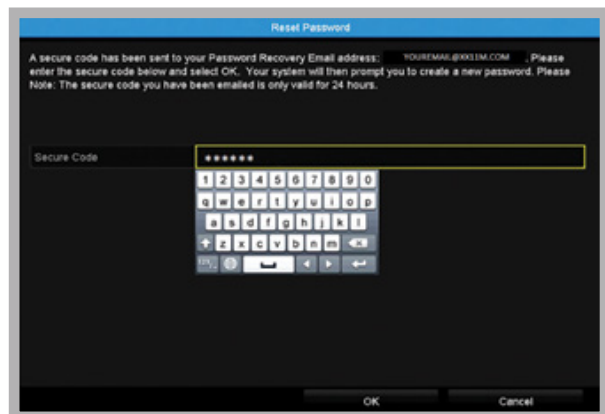 Reset Password
A secure code has been sent to your Password Recovery Email address: YOUREMAIL@XX11M.COM . Please
enter the secure code below and select OK. Your system will then prompt you to create a new password. Please
Note: The secure code you have been emailed is only valid for 24 hours.
Secure Code ******
1 2 3 4 5 6 7 8 9 0
q w e r t y u i o p
a s d f g h j k l
z x c v b n m
OK Cancel